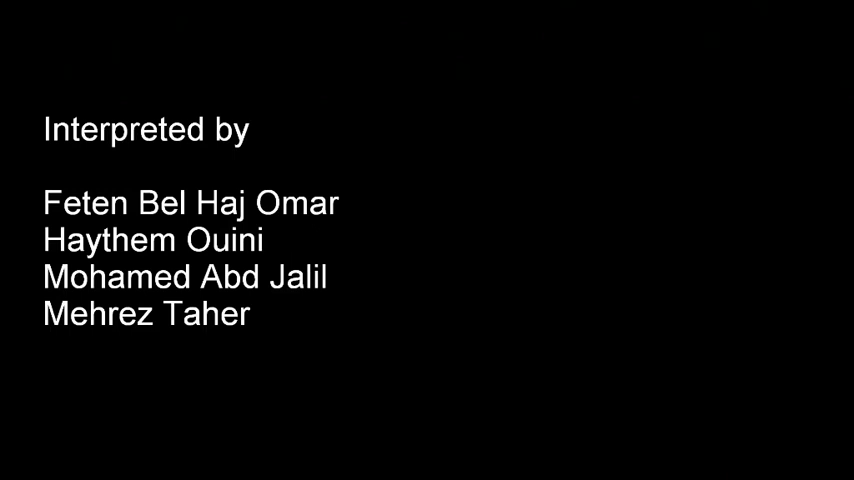 Interpreted by
Feten Bel Haj Omar
Haythem Ouini
Mohamed Abd Jalil
Mehrez Taher